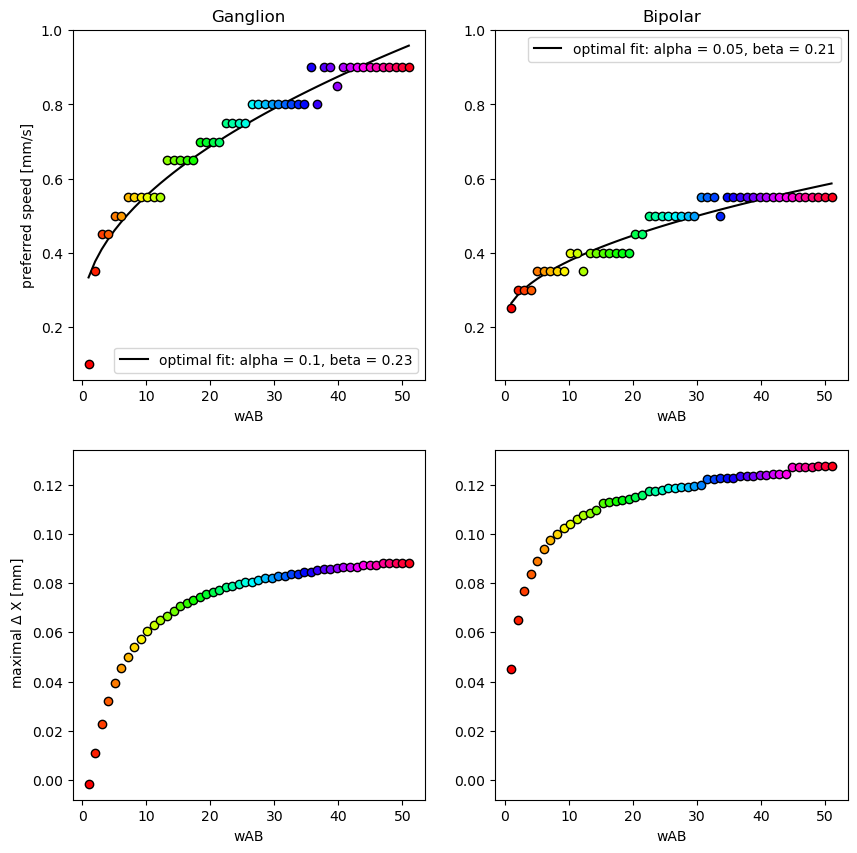 Ganglion
Bipolar
1.0
0.8
0.6
0.4
0.2
preferred speed [mm/s]
optimal fit: alpha = 0.1, beta = 0.23
0 10 20 30 40 50
wAB
1.0
0.8
0.6
0.4
0.2
optimal fit: alpha = 0.05, beta = 0.21
0 10 20 30 40 50
wAB
0.12
0.10
0.08
0.06
0.04
0.02
0.00
maximal Δ X [mm]
0 10 20 30 40 50
wAB
0.12
0.10
0.08
0.06
0.04
0.02
0.00
0 10 20 30 40 50
wAB